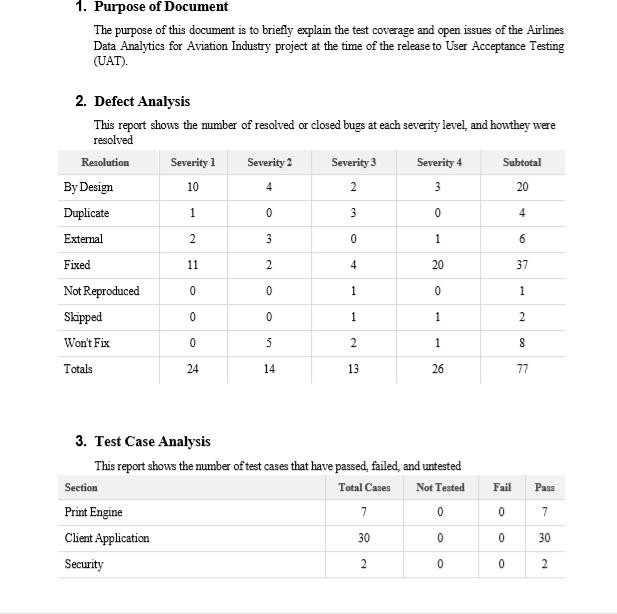 1. Purpose of Document
The purpose of this document is to briefly explain the test coverage and open issues of the Airlines
Data Analytics for Aviation Industry project at the time of the release to User Acceptance Testing
(UAT).
2. Defect Analysis
This report shows the number of resolved or closed bugs at each severity level, and howthey were
resolved
Resolution Severity 1 Severity 2 Severity 3 Severity 4 Subtotal
By Design 10 4 2 3 20
Duplicate 1 0 3 0 4
External 2 3 0 1 6
Fixed 11 2 4 20 37
Not Reproduced 0 0 1 0 1
Skipped 0 0 1 1 2
Won't Fix 0 5 2 1 8
Totals 24 14 13 26 77
3. Test Case Analysis
This report shows the number of test cases that have passed, failed, and untested
Section Total Cases Not Tested Fail Pass
Print Engine 7 0 0 7
Client Application 30 0 0 30
Security 2 0 0 2